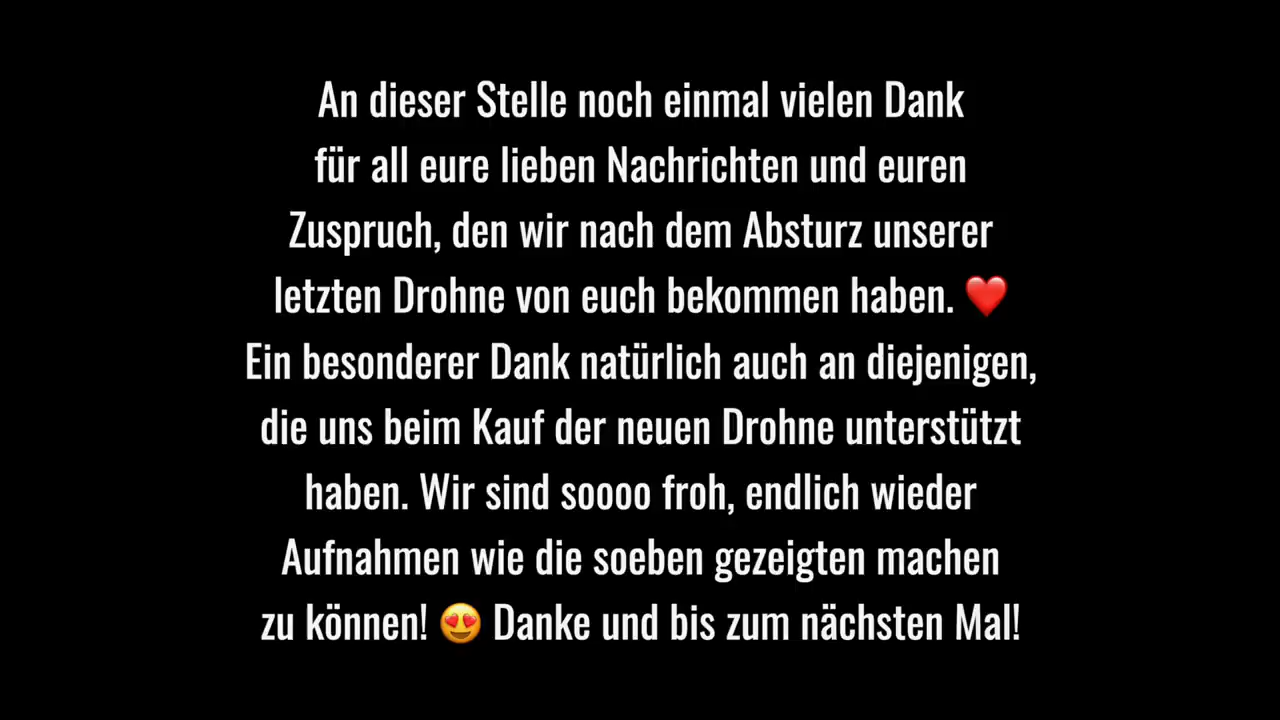 An dieser Stelle noch einmal vielen Dank
für all eure lieben Nachrichten und euren
Zuspruch, den wir nach dem Absturz unserer
letzten Drohne von euch bekommen haben. ❤️
Ein besonderer Dank natürlich auch an diejenigen,
die uns beim Kauf der neuen Drohne unterstützt
haben. Wir sind soooo froh, endlich wieder
Aufnahmen wie die soeben gezeigten machen
zu können! 😍 Danke und bis zum nächsten Mal!